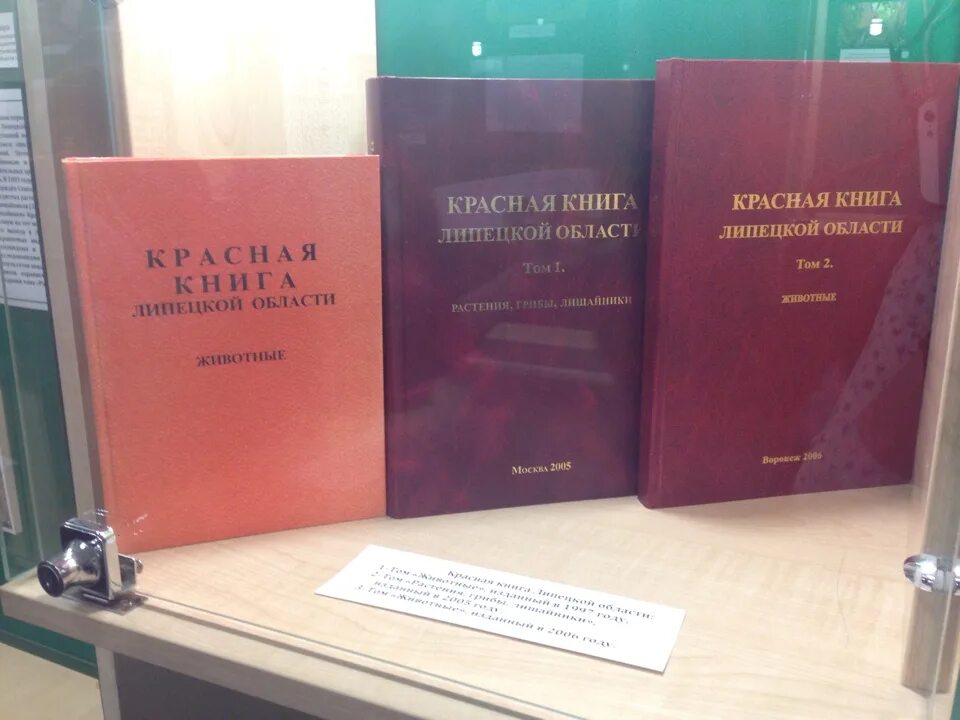 КРАСНАЯ
КНИГА
ЛИПЕЦКОЙ ОБЛАСТИ
ЖИВОТНЫЕ
КРАСНАЯ КНИГА
ЛИПЕЦКОЙ ОБЛАСТИ
Том 1.
РАСТЕНИЯ, ГРИБЫ, ЛИШАЙНИКИ
Москва 2005
КРАСНАЯ КНИГА
ЛИПЕЦКОЙ ОБЛАСТИ
Том 2.
ЖИВОТНЫЕ
Воронеж 2006
Красная книга Липецкой области:
1-Том «Животные», изданный в 1997 году.
2-Том «Растения, грибы, лишайники»,
изданный в 2005 году
3.Том «Животные», изданный в 2006 году.